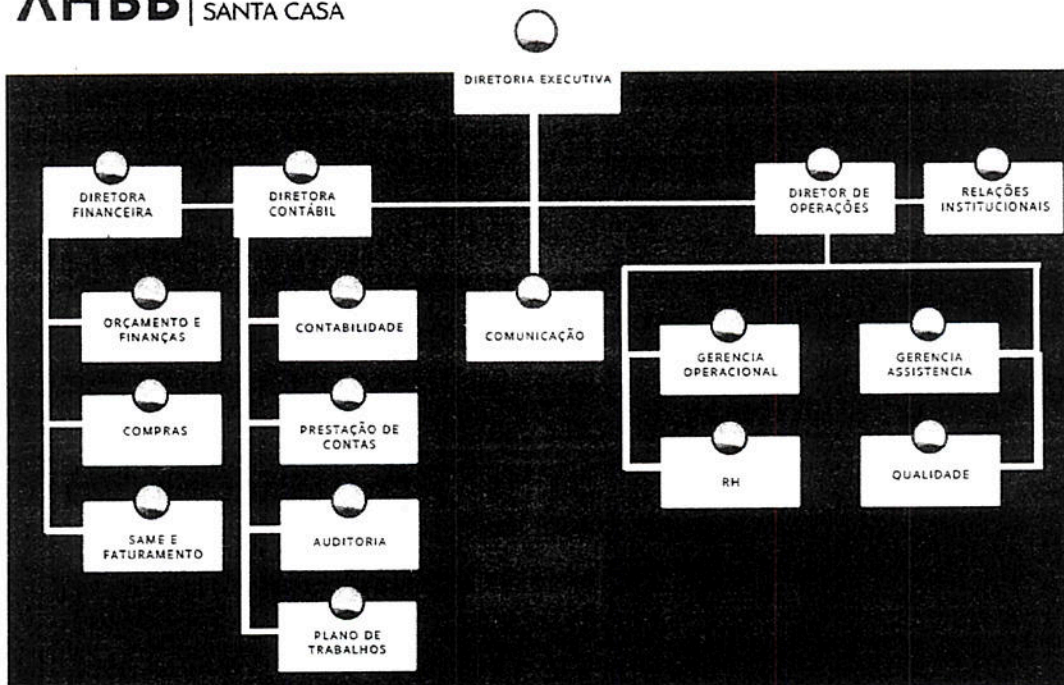 AHBB | SANTA CASA
DIRETORIA EXECUTIVA
DIRETORA
FINANCEIRA
DIRETORA
CONTÁBIL
DIRETOR DE
OPERAÇÕES
RELAÇÕES
INSTITUCIONAIS
ORÇAMENTO E
FINANÇAS
CONTABILIDADE
COMUNICAÇÃO
GERENCIA
OPERACIONAL
GERENCIA
ASSISTENCIA
COMPRAS
PRESTAÇÃO DE
CONTAS
RH
QUALIDADE
SAME E
FATURAMENTO
AUDITORIA
PLANO DE
TRABALHOS